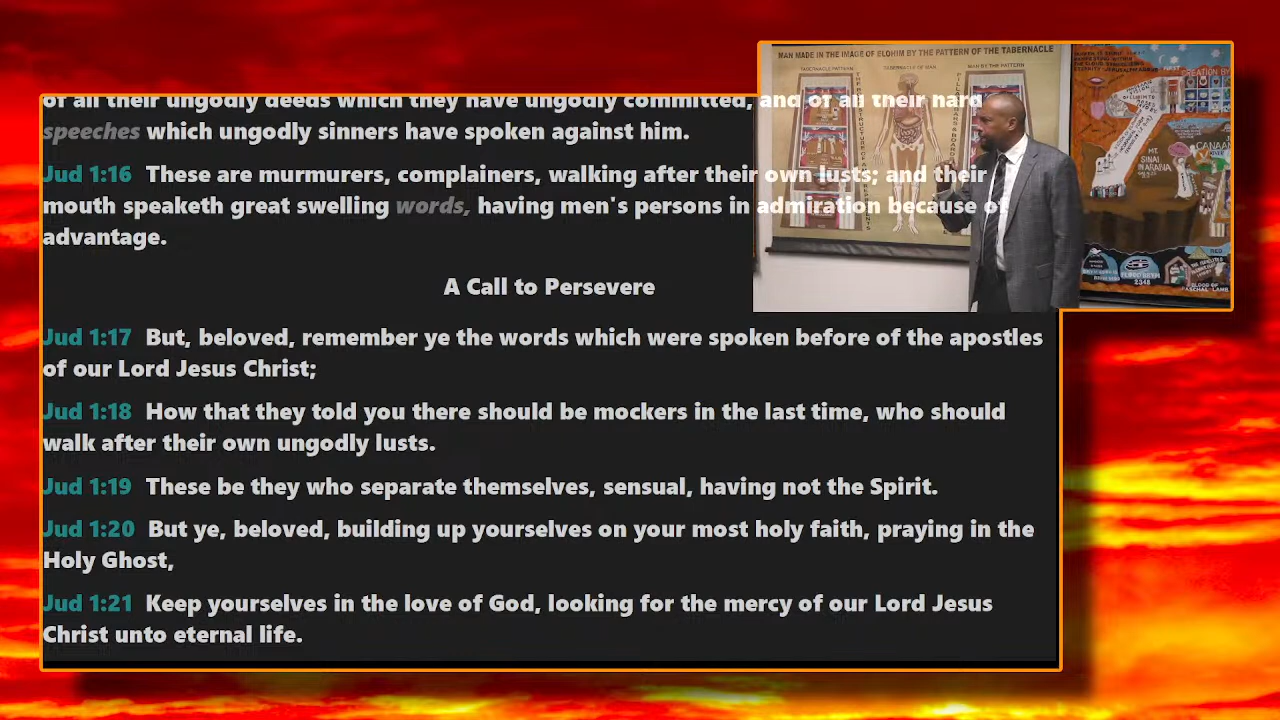 MAN MADE IN THE IMAGE OF ELOHIM BY THE PATTERN OF THE TABERNACLE
TABERNACLE PATTERN
TABERNACLE OF MAN
MAN BY THE PATTERN
CREATION BY
of all their ungodly deeds which they have ungodly committed, and of all their hard
speeches which ungodly sinners have spoken against him.
Jud 1:16 These are murmurers, complainers, walking after their own lusts; and their
mouth speaketh great swelling words, having men's persons in admiration because of
advantage.
MT.
SINAI
IN ARABIA
CANAAN
RED
BLOOD OF
PASCHAL LAMB
2348
A Call to Persevere
Jud 1:17 But, beloved, remember ye the words which were spoken before of the apostles
of our Lord Jesus Christ;
Jud 1:18 How that they told you there should be mockers in the last time, who should
walk after their own ungodly lusts.
Jud 1:19 These be they who separate themselves, sensual, having not the Spirit.
Jud 1:20 But ye, beloved, building up yourselves on your most holy faith, praying in the
Holy Ghost,
Jud 1:21 Keep yourselves in the love of God, looking for the mercy of our Lord Jesus
Christ unto eternal life.